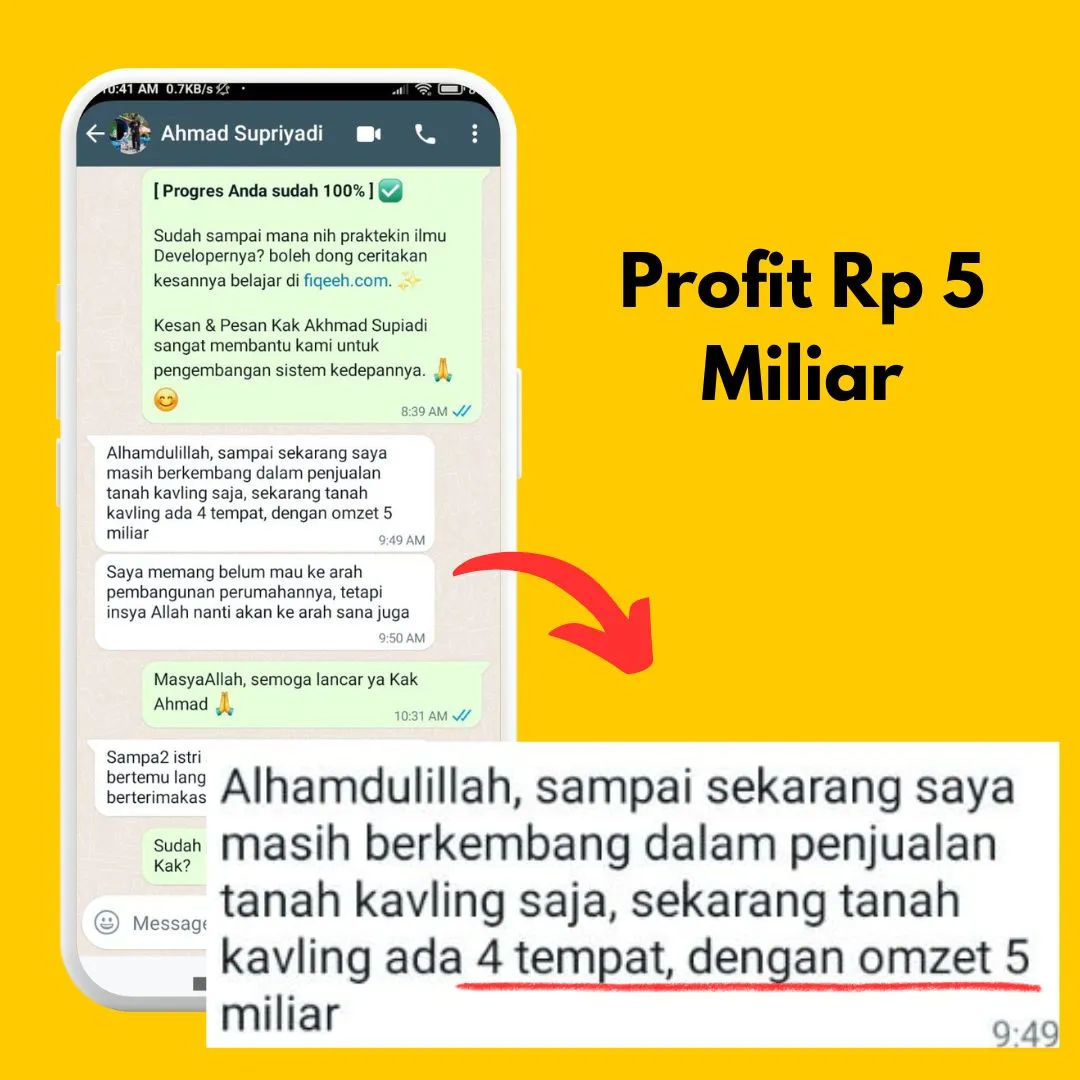 10:41 AM 0.7KB/s
Ahmad Supriyadi
[ Progres Anda sudah 100% ]
Sudah sampai mana nih praktekin ilmu
Developernya? boleh dong ceritakan
kesannya belajar di fiqeeh.com.
Kesan & Pesan Kak Akhmad Supiadi
sangat membantu kami untuk
pengembangan sistem kedepannya.
8:39 AM
Alhamdulillah, sampai sekarang saya
masih berkembang dalam penjualan
tanah kavling saja, sekarang tanah
kavling ada 4 tempat, dengan omzet 5
miliar
9:49 AM
Saya memang belum mau ke arah
pembangunan perumahannya, tetapi
insya Allah nanti akan ke arah sana juga
9:50 AM
MasyaAllah, semoga lancar ya Kak
Ahmad
10:31 AM
Sampa2 istri
bertemu lang
berterimakas
Sudah
Kak?
Message
Profit Rp 5
Miliar
Alhamdulillah, sampai sekarang saya
masih berkembang dalam penjualan
tanah kavling saja, sekarang tanah
kavling ada 4 tempat, dengan omzet 5
miliar
9:49